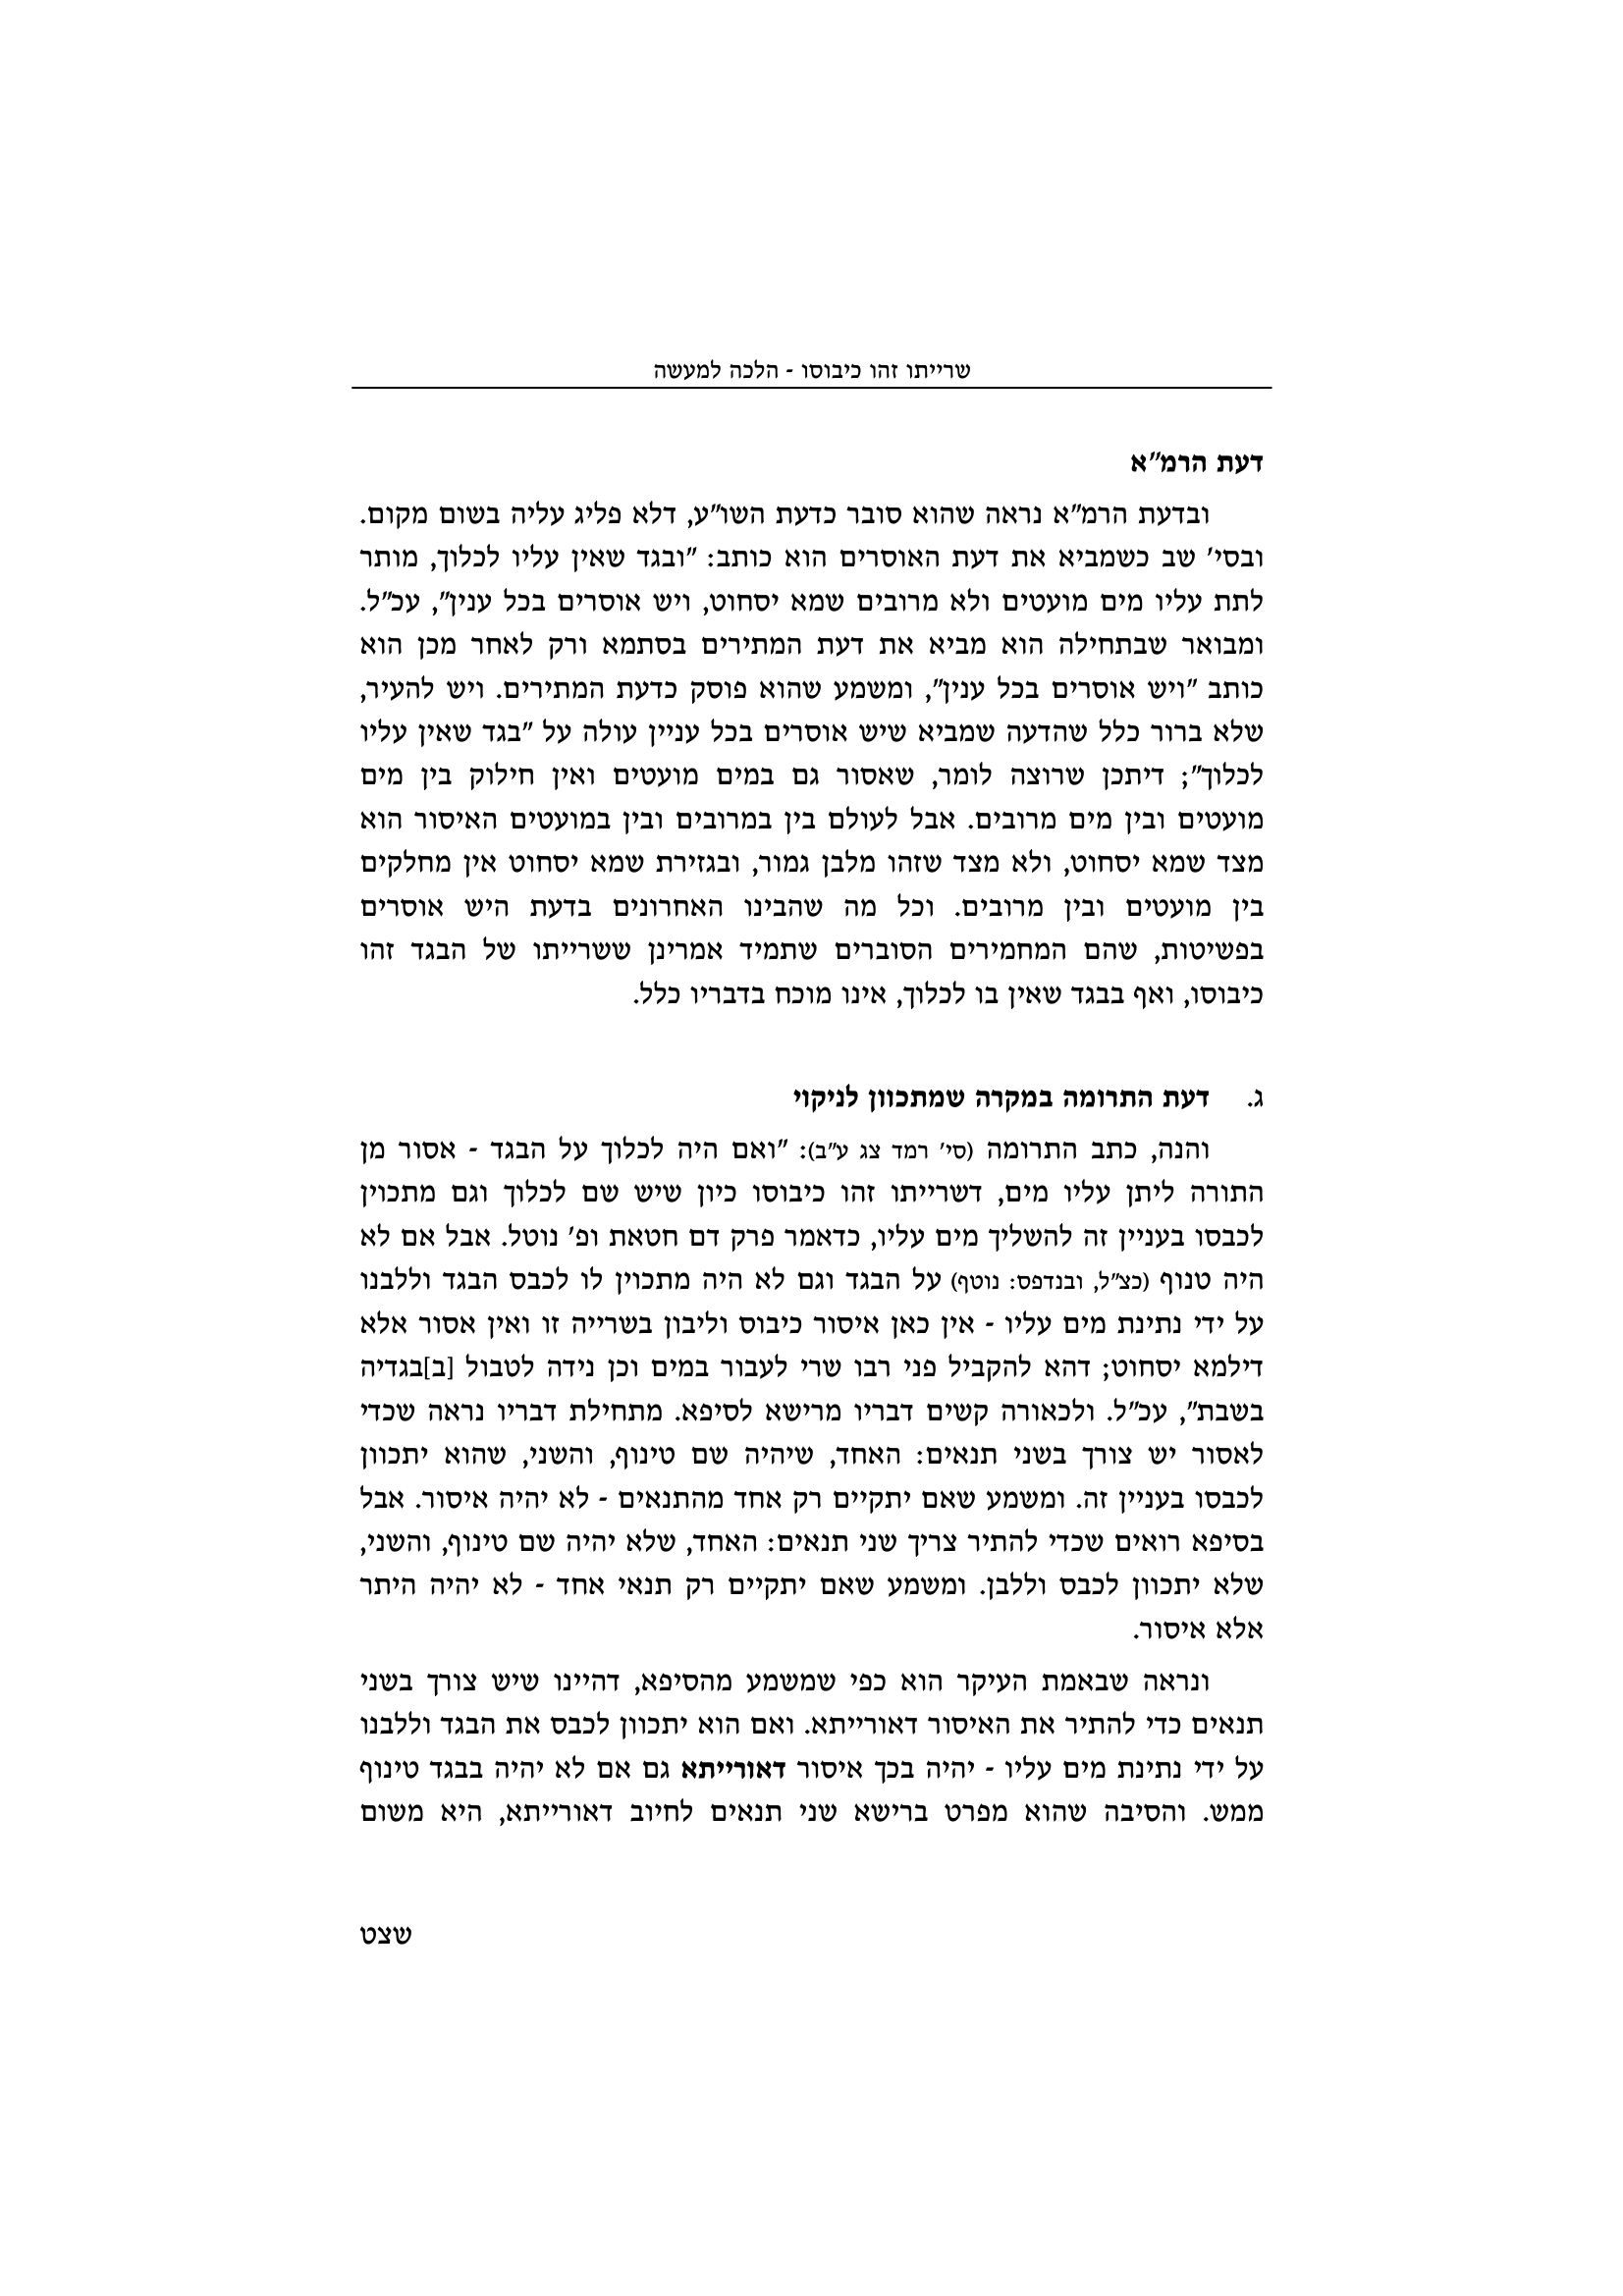 שרייתו זהו כיבוסו - הלכה למעשה
דעת הרמ"א
ובדעת הרמ"א נראה שהוא סובר כדעת השו"ע, דלא פליג עליה בשום מקום.
ובסי' שב כשמביא את דעת האוסרים הוא כותב: "ובגד שאין עליו לכלוך, מותר
לתת עליו מים מועטים ולא מרובים שמא יסחוט, ויש אוסרים בכל ענין", עכ"ל.
ומבואר שבתחילה הוא מביא את דעת המתירים בסתמא ורק לאחר מכן הוא
כותב "ויש אוסרים בכל ענין", ומשמע שהוא פוסק כדעת המתירים. ויש להעיר,
שלא ברור כלל שהדעה שמביא שיש אוסרים בכל עניין עולה על "בגד שאין עליו
לכלוך"; דיתכן שרוצה לומר, שאסור גם במים מועטים ואין חילוק בין מים
מועטים ובין מים מרובים. אבל לעולם בין במרובים ובין במועטים האיסור הוא
מצד שמא יסחוט, ולא מצד שזהו מלבן גמור, ובגזירת שמא יסחוט אין מחלקים
בין מועטים ובין מרובים. וכל מה שהבינו האחרונים בדעת היש אוסרים
בפשיטות, שהם המחמירים הסוברים שתמיד אמרינן ששרייתו של הבגד זהו
כיבוסו, ואף בבגד שאין בו לכלוך, אינו מוכח בדבריו כלל.
ג. דעת התרומה במקרה שמתכוון לניקוי
והנה, כתב התרומה (סי' רמד צג ע"ב): "ואם היה לכלוך על הבגד - אסור מן
התורה ליתן עליו מים, דשרייתו זהו כיבוסו כיון שיש שם לכלוך וגם מתכוין
לכבסו בעניין זה להשליך מים עליו, כדאמר פרק דם חטאת ופ' נוטל. אבל אם לא
היה טנוף (כצ"ל, ובנדפס: נוטף) על הבגד וגם לא היה מתכוין לו לכבס הבגד וללבנו
על ידי נתינת מים עליו - אין כאן איסור כיבוס וליבון בשרייה זו ואין אסור אלא
דילמא יסחוט; דהא להקביל פני רבו שרי לעבור במים וכן נידה לטבול [ב]בגדיה
בשבת", עכ"ל. ולכאורה קשים דבריו מרישא לסיפא. מתחילת דבריו נראה שכדי
לאסור יש צורך בשני תנאים: האחד, שיהיה שם טינוף, והשני, שהוא יתכוון
לכבסו בעניין זה. ומשמע שאם יתקיים רק אחד מהתנאים - לא יהיה איסור. אבל
בסיפא רואים שכדי להתיר צריך שני תנאים: האחד, שלא יהיה שם טינוף, והשני,
שלא יתכוון לכבס וללבן. ומשמע שאם יתקיים רק תנאי אחד - לא יהיה היתר
אלא איסור.
ונראה שבאמת העיקר הוא כפי שמשמע מהסיפא, דהיינו שיש צורך בשני
תנאים כדי להתיר את האיסור דאורייתא. ואם הוא יתכוון לכבס את הבגד וללבנו
על ידי נתינת מים עליו - יהיה בכך איסור דאורייתא גם אם לא יהיה בבגד טינוף
ממש. והסיבה שהוא מפרט ברישא שני תנאים לחיוב דאורייתא, היא משום
שצט